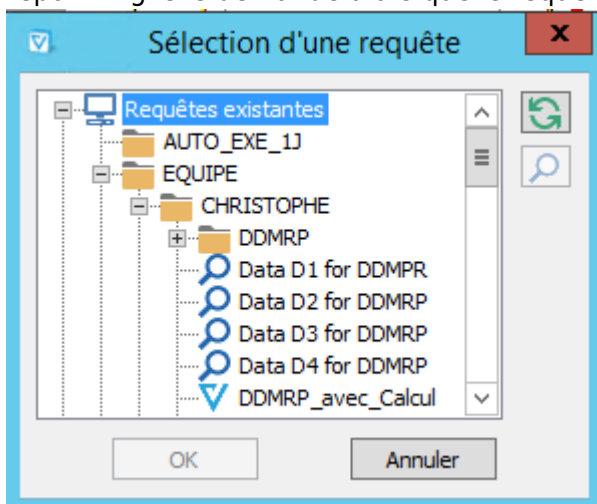 Sélection d'une requête
x
Requêtes existantes
AUTO_EXE_1J
EQUIPE
CHRISTOPHE
DDMRP
Data D1 for DDMPR
Data D2 for DDMRP
Data D3 for DDMRP
Data D4 for DDMRP
DDMRP_avec_Calcul
OK
Annuler